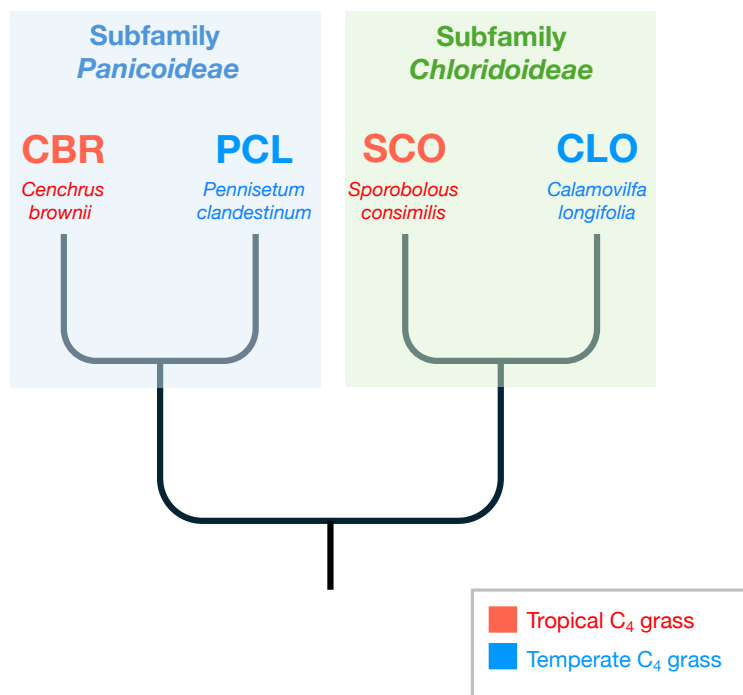 Subfamily
Panicoideae
Subfamily
Chloridoideae
CBR
PCL
SCO
CLO
Cenchrus
brownii
Pennisetum
clandestinum
Sporobolous
consimilis
Calamovilfa
longifolia
Tropical C₄ grass
Temperate C₄ grass